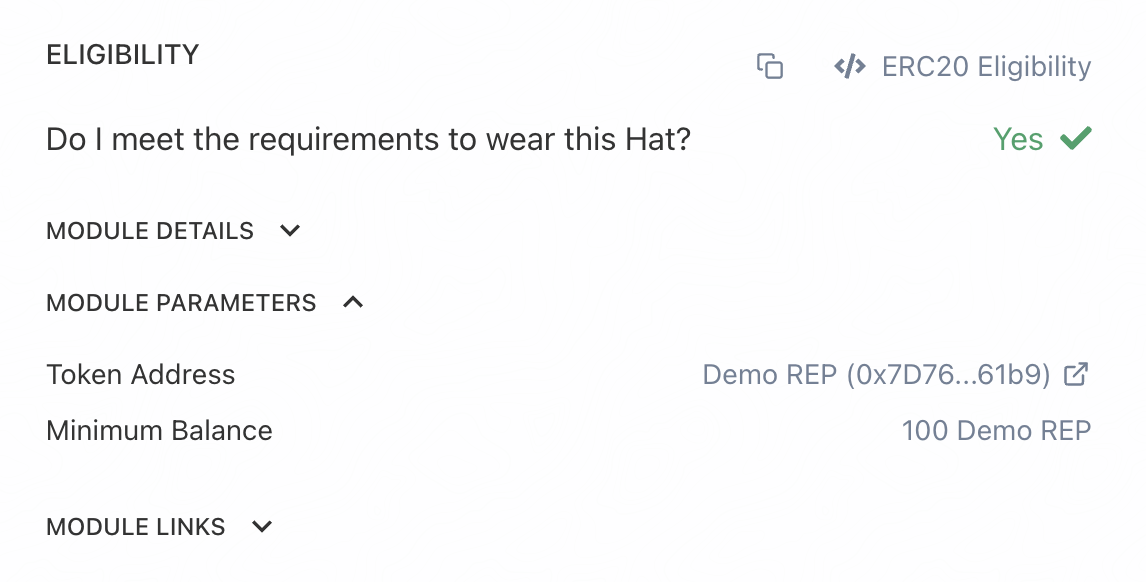 ELIGIBILITY
ERC20 Eligibility
Do I meet the requirements to wear this Hat?
Yes
MODULE DETAILS
MODULE PARAMETERS
Token Address
Demo REP (0x7D76...61b9)
Minimum Balance
100 Demo REP
MODULE LINKS